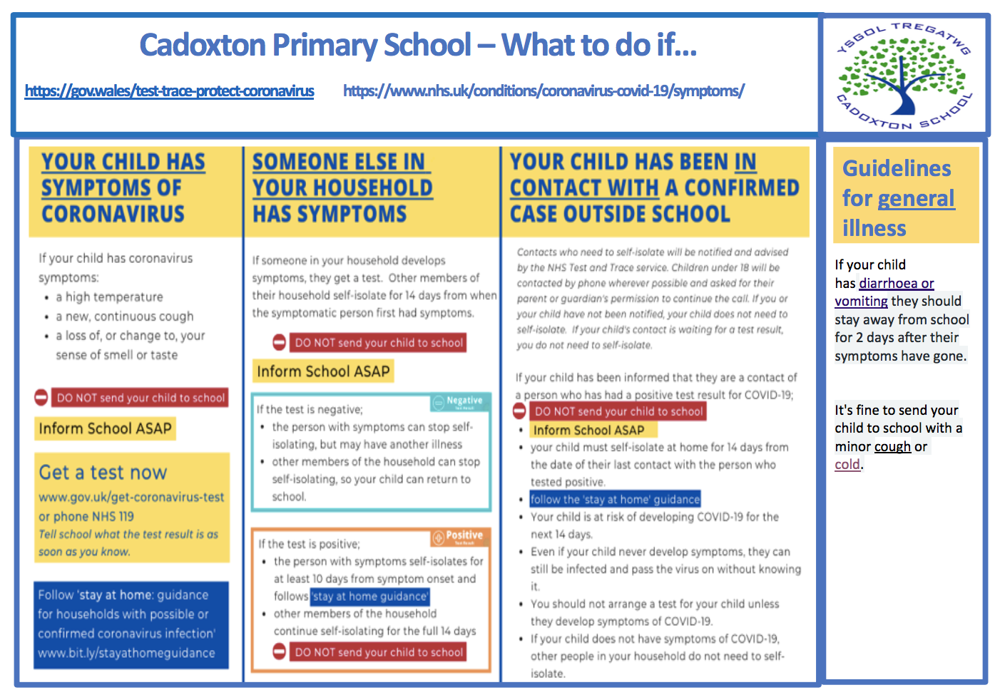 Cadoxton Primary School – What to do if...
https://gov.wales/test-trace-protect-coronavirus https://www.nhs.uk/conditions/coronavirus-covid-19/symptoms/
YSGOL TREGATWG
CADOXTON SCHOOL
YOUR CHILD HAS
SYMPTOMS OF
CORONAVIRUS
If your child has coronavirus
symptoms:
• a high temperature
• a new, continuous cough
• a loss of, or change to, your
sense of smell or taste
DO NOT send your child to school
Inform School ASAP
Get a test now
www.gov.uk/get-coronavirus-test
or phone NHS 119
Tell school what the test result is as
soon as you know.
Follow 'stay at home: guidance
for households with possible or
confirmed coronavirus infection'
www.bit.ly/stayathomeguidance
SOMEONE ELSE IN
YOUR HOUSEHOLD
HAS SYMPTOMS
If someone in your household develops
symptoms, they get a test. Other members of
their household self-isolate for 14 days from when
the symptomatic person first had symptoms.
DO NOT send your child to school
Inform School ASAP
Negative
Test Result
If the test is negative;
• the person with symptoms can stop self-
isolating, but may have another illness
• other members of the household can stop
self-isolating, so your child can return to
school.
Positive
Test Result
If the test is positive;
• the person with symptoms self-isolates for
at least 10 days from symptom onset and
follows 'stay at home guidance'
• other members of the household
continue self-isolating for the full 14 days
DO NOT send your child to school
YOUR CHILD HAS BEEN IN
CONTACT WITH A CONFIRMED
CASE OUTSIDE SCHOOL
Contacts who need to self-isolate will be notified and advised
by the NHS Test and Trace service. Children under 18 will be
contacted by phone wherever possible and asked for their
parent or guardian's permission to continue the call. If you or
your child have not been notified, your child does not need to
self-isolate. If your child's contact is waiting for a test result,
you do not need to self-isolate.
If your child has been informed that they are a contact of
a person who has had a positive test result for COVID-19;
DO NOT send your child to school
• Inform School ASAP
• your child must self-isolate at home for 14 days from
the date of their last contact with the person who
tested positive.
• follow the 'stay at home' guidance
• Your child is at risk of developing COVID-19 for the
next 14 days.
• Even if your child never develop symptoms, they can
still be infected and pass the virus on without knowing
it.
• You should not arrange a test for your child unless
they develop symptoms of COVID-19.
• If your child does not have symptoms of COVID-19,
other people in your household do not need to self-
isolate.
Guidelines
for general
illness
If your child
has diarrhoea or
vomiting they should
stay away from school
for 2 days after their
symptoms have gone.
It's fine to send your
child to school with a
minor cough or
cold.